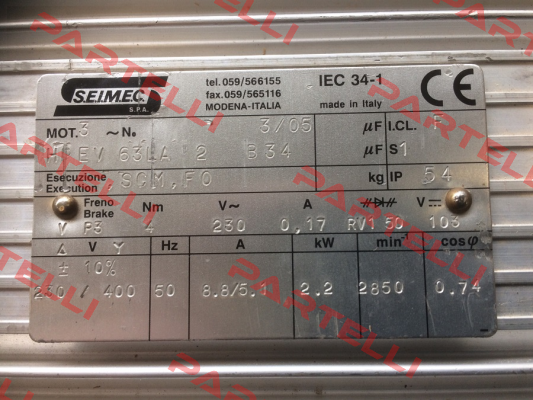 SEIMEC
S.P.A.
tel. 059/566155
fax. 059/565116
MODENA-ITALIA
IEC 34-1
made in Italy
CE
MOT. 3 ~ No. 3/05 µF I.CL. F
EV 63 A 2 B34 µF S1
Esecuzione
Execution SCM,FO kg IP 54
Freno
Brake Nm V~ A V⎓
V P3 4 230 0,17 RV1 50 103
Δ V Y Hz A kW min⁻¹ cosφ
± 10%
230 / 400 50 8.8/5.1 2.2 2850 0.74
PARTELLI